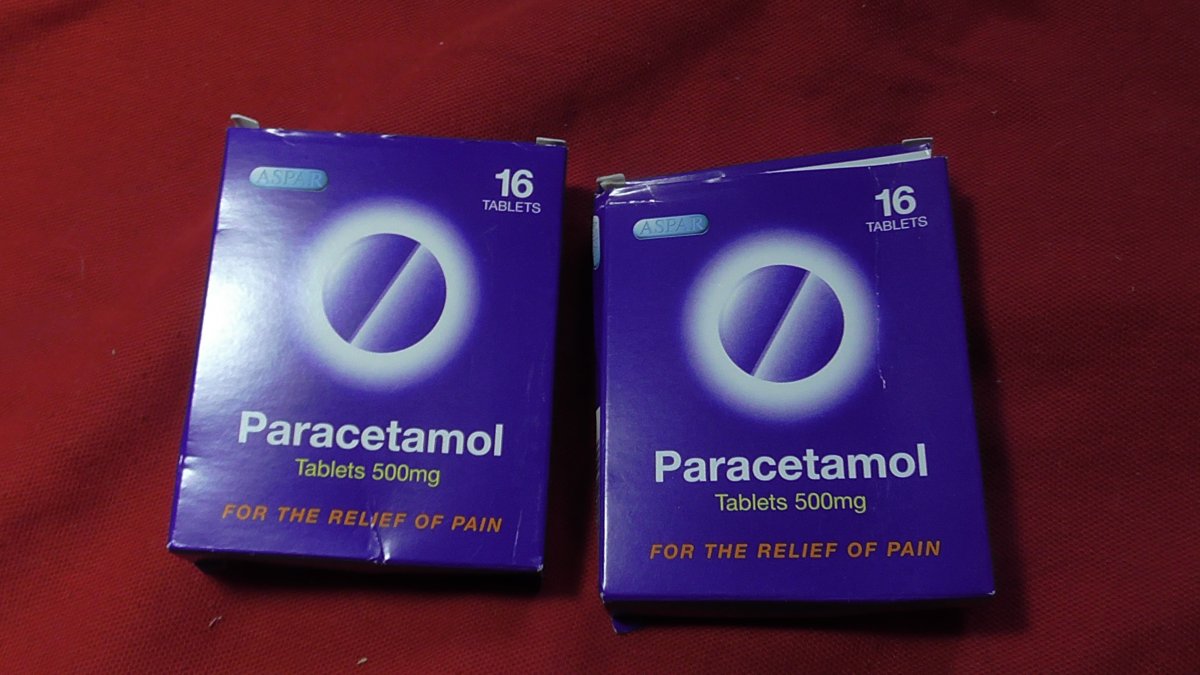 ASPAR
16
TABLETS
Paracetamol
Tablets 500mg
FOR THE RELIEF OF PAIN
ASPAR
16
TABLETS
Paracetamol
Tablets 500mg
FOR THE RELIEF OF PAIN